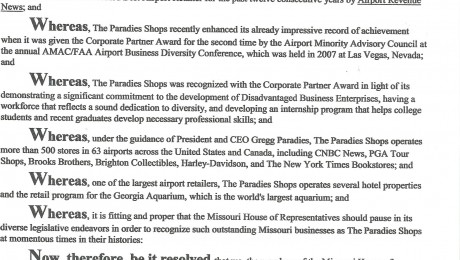 for the past twelve consecutive years by Airport Revenue
News; and
Whereas, The Paradies Shops recently enhanced its already impressive record of achievement
when it was given the Corporate Partner Award for the second time by the Airport Minority Advisory Council at
the annual AMAC/FAA Airport Business Diversity Conference, which was held in 2007 at Las Vegas, Nevada;
and
Whereas, The Paradies Shops was recognized with the Corporate Partner Award in light of its
demonstrating a significant commitment to the development of Disadvantaged Business Enterprises, having a
workforce that reflects a sound dedication to diversity, and developing an internship program that helps college
students and recent graduates develop necessary professional skills; and
Whereas, under the guidance of President and CEO Gregg Paradies, The Paradies Shops operates
more than 500 stores in 63 airports across the United States and Canada, including CNBC News, PGA Tour
Shops, Brooks Brothers, Brighton Collectibles, Harley-Davidson, and The New York Times Bookstores; and
Whereas, one of the largest airport retailers, The Paradies Shops operates several hotel properties
and the retail program for the Georgia Aquarium, which is the world's largest aquarium; and
Whereas, it is fitting and proper that the Missouri House of Representatives should pause in its
diverse legislative endeavors in order to recognize such outstanding Missouri businesses as The Paradies Shops
at momentous times in their histories:
Now, therefore, be it resolved